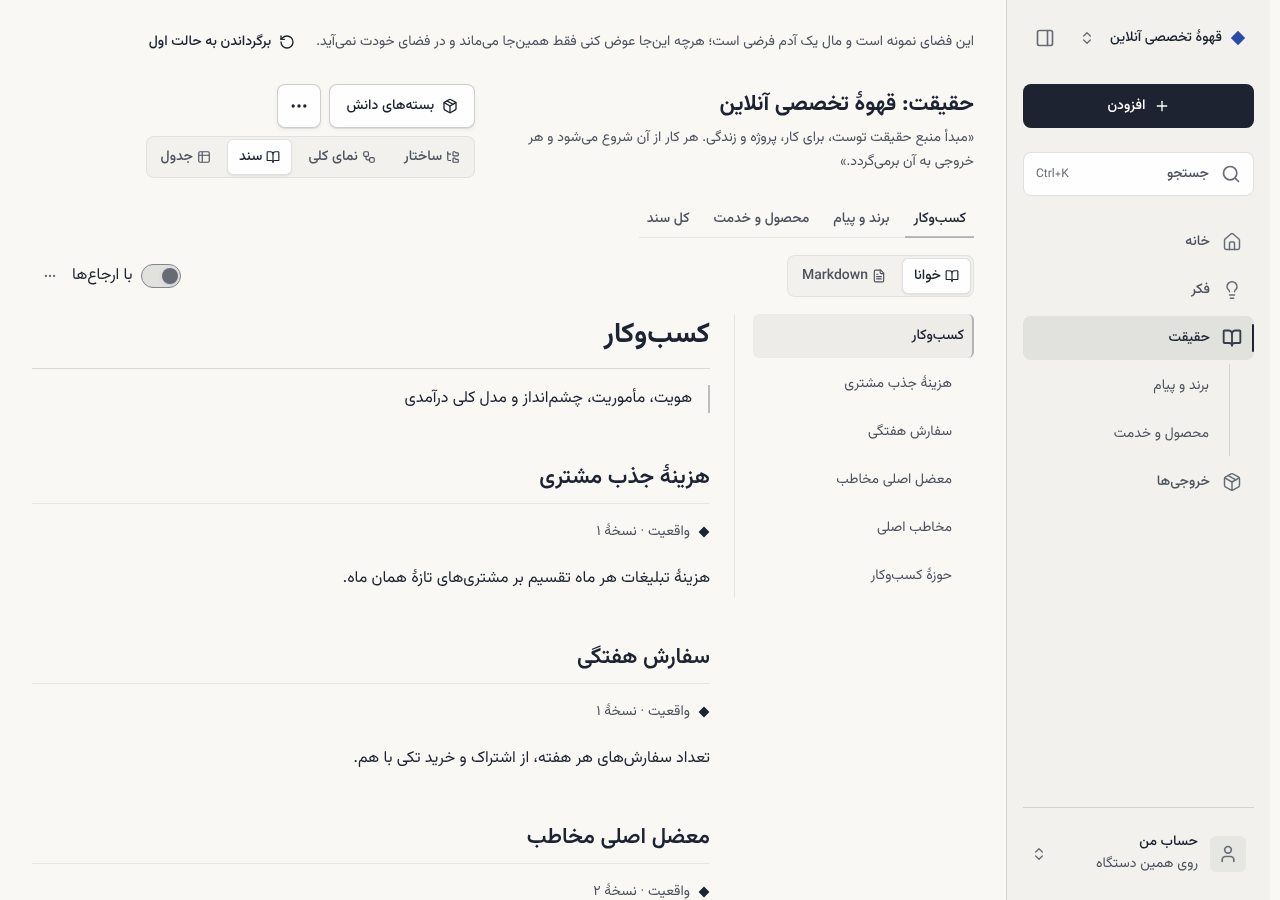 قهوهٔ تخصصی آنلاین
افزودن
جستجو
Ctrl+K
خانه
فکر
حقیقت
برند و پیام
محصول و خدمت
خروجی‌ها
حساب من
روی همین دستگاه
این فضای نمونه است و مال یک آدم فرضی است؛ هرچه این‌جا عوض کنی فقط همین‌جا می‌ماند و در فضای خودت نمی‌آید.
برگرداندن به حالت اول
حقیقت: قهوهٔ تخصصی آنلاین
«مبدأ منبع حقیقت توست، برای کار، پروژه و زندگی. هر کار از آن شروع می‌شود و هر
خروجی به آن برمی‌گردد.»
بسته‌های دانش
ساختار
نمای کلی
سند
جدول
کسب‌وکار
برند و پیام
محصول و خدمت
کل سند
خوانا
Markdown
با ارجاع‌ها
کسب‌وکار
هزینهٔ جذب مشتری
سفارش هفتگی
معضل اصلی مخاطب
مخاطب اصلی
حوزهٔ کسب‌وکار
کسب‌وکار
هویت، مأموریت، چشم‌انداز و مدل کلی درآمدی
هزینهٔ جذب مشتری
واقعیت · نسخهٔ ۱
هزینهٔ تبلیغات هر ماه تقسیم بر مشتری‌های تازهٔ همان ماه.
سفارش هفتگی
واقعیت · نسخهٔ ۱
تعداد سفارش‌های هر هفته، از اشتراک و خرید تکی با هم.
معضل اصلی مخاطب
واقعیت · نسخهٔ ۲